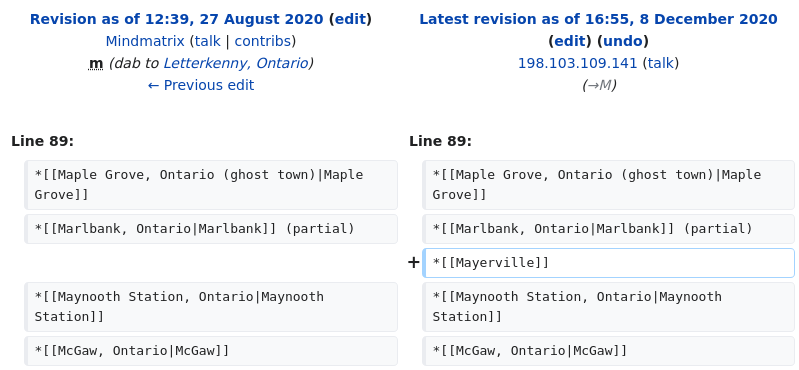 Revision as of 12:39, 27 August 2020 (edit)
Mindmatrix (talk | contribs)
m (dab to Letterkenny, Ontario)
← Previous edit
Latest revision as of 16:55, 8 December 2020
(edit) (undo)
198.103.109.141 (talk)
(→M)
Line 89:
Line 89:
*[[Maple Grove, Ontario (ghost town)|Maple
Grove]]
*[[Maple Grove, Ontario (ghost town)|Maple
Grove]]
*[[Marlbank, Ontario|Marlbank]] (partial)
*[[Marlbank, Ontario|Marlbank]] (partial)
+ *[[Mayerville]]
*[[Maynooth Station, Ontario|Maynooth
Station]]
*[[Maynooth Station, Ontario|Maynooth
Station]]
*[[McGaw, Ontario|McGaw]]
*[[McGaw, Ontario|McGaw]]